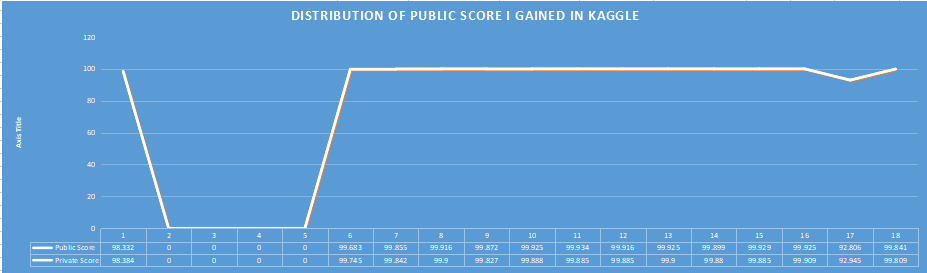 DISTRIBUTION OF PUBLIC SCORE I GAINED IN KAGGLE
120
100
80
60
40
20
0
Axis Title
1 2 3 4 5 6 7 8 9 10 11 12 13 14 15 16 17 18
Public Score 98.332 0 0 0 0 99.683 99.855 99.916 99.872 99.925 99.934 99.916 99.925 99.899 99.929 99.925 92.806 99.841
Private Score 98.384 0 0 0 0 99.745 99.842 99.9 99.827 99.888 99.885 99.885 99.9 99.88 99.885 99.909 92.945 99.809